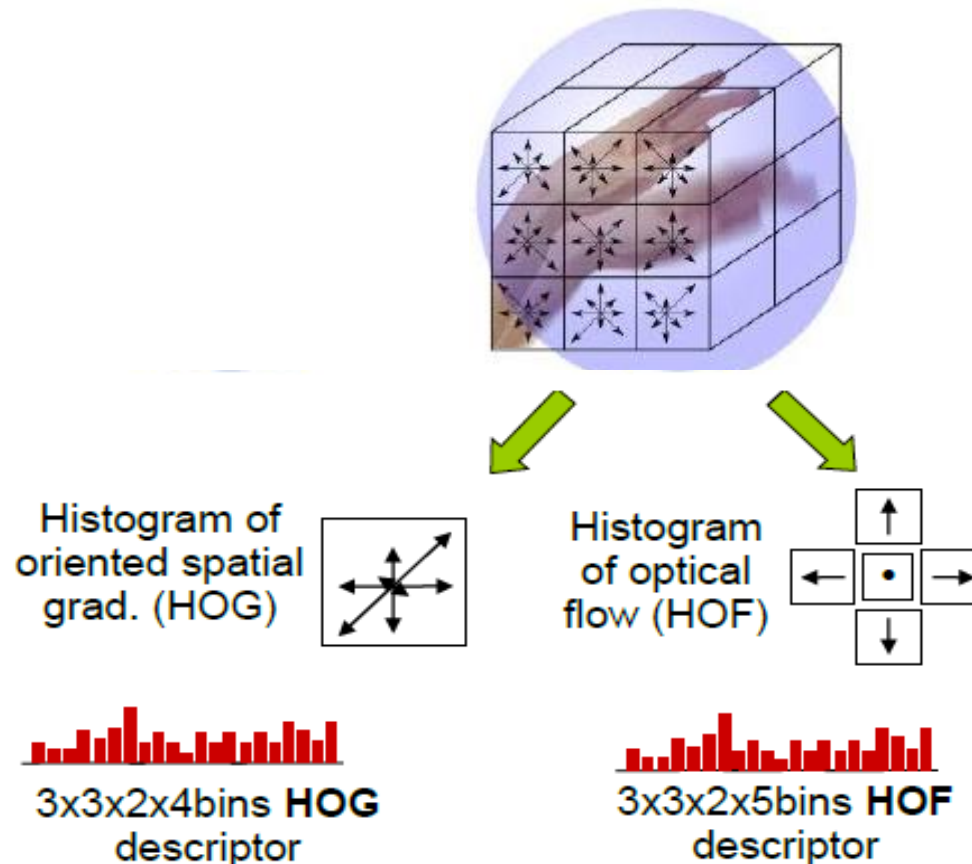 Histogram of
oriented spatial
grad. (HOG)
Histogram
of optical
flow (HOF)
3x3x2x4bins HOG
descriptor
3x3x2x5bins HOF
descriptor